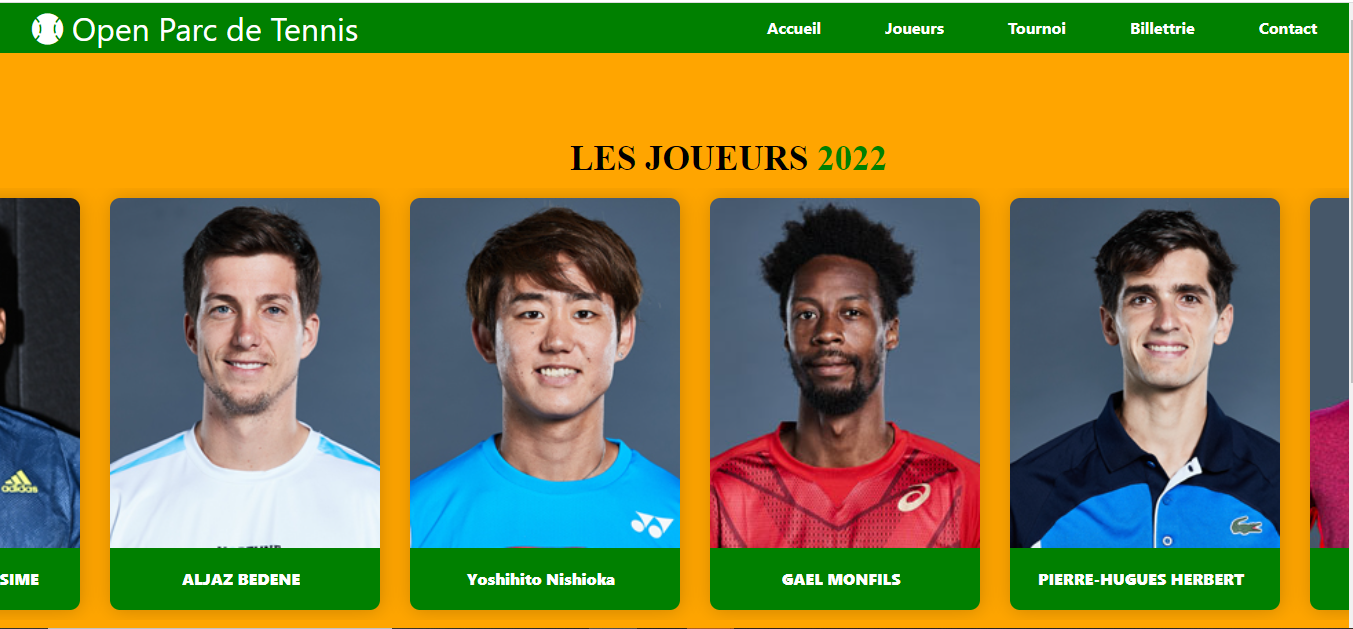 Open Parc de Tennis
Accueil Joueurs Tournoi Billettrie Contact
LES JOUEURS 2022
adidas
SIME
ALJAZ BEDENE
Yoshihito Nishioka
GAEL MONFILS
PIERRE-HUGUES HERBERT